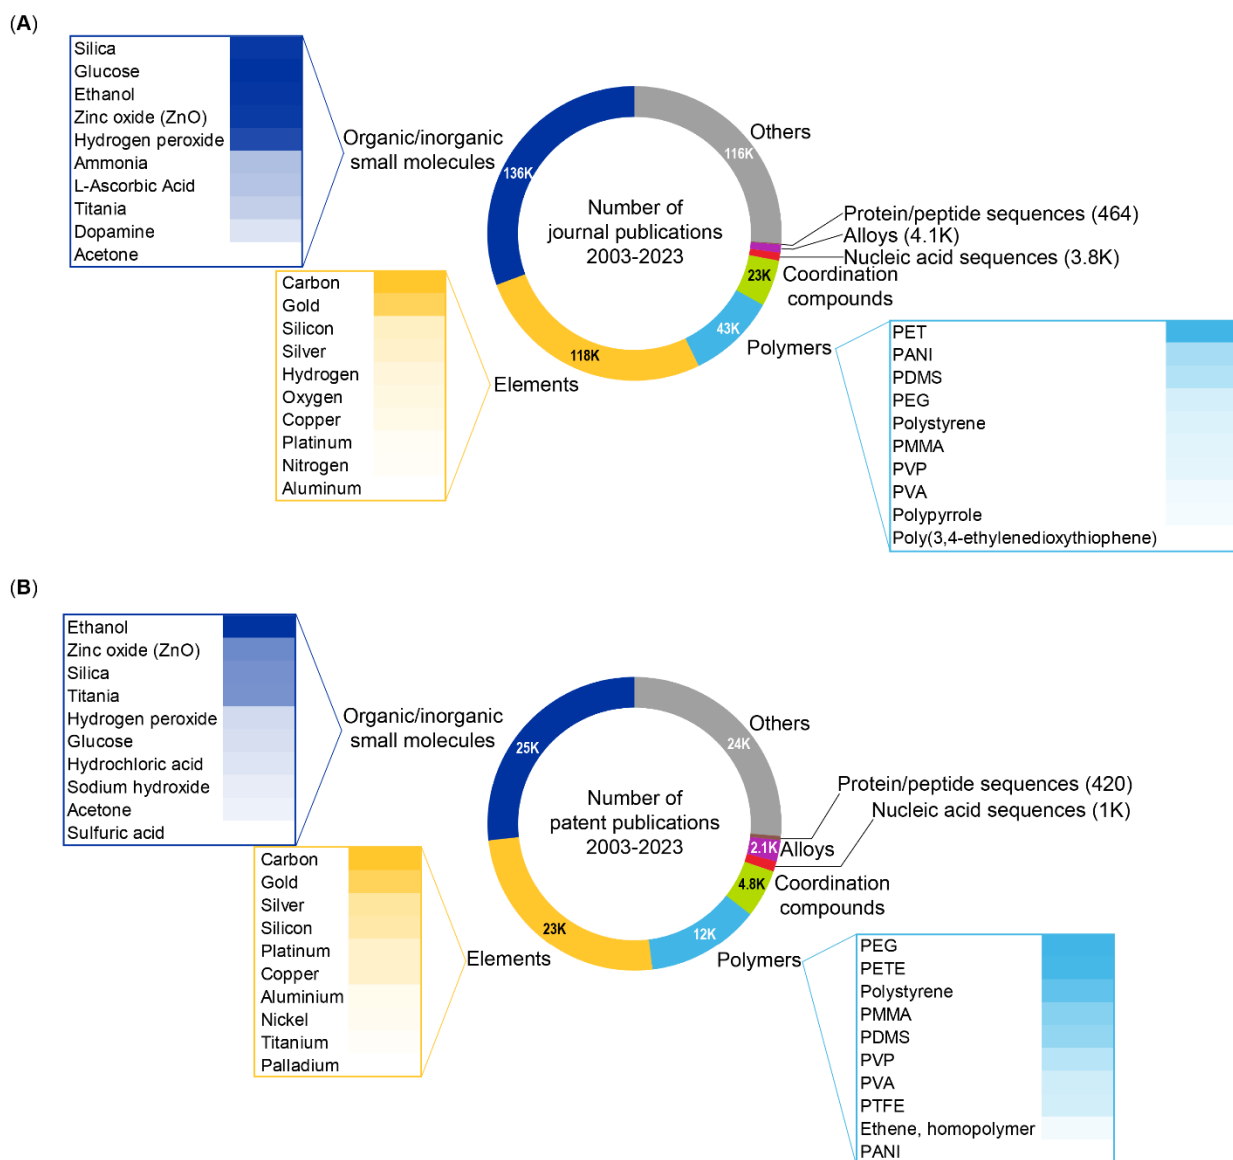 (A)
Silica
Glucose
Ethanol
Zinc oxide (ZnO)
Hydrogen peroxide
Ammonia
L-Ascorbic Acid
Titania
Dopamine
Acetone
Organic/inorganic
small molecules
136K
Others
116K
Number of
journal publications
2003-2023
Protein/peptide sequences (464)
Alloys (4.1K)
Nucleic acid sequences (3.8K)
Coordination
compounds
23K
Carbon
Gold
Silicon
Silver
Hydrogen
Oxygen
Copper
Platinum
Nitrogen
Aluminum
Elements
118K
43K
Polymers
PET
PANI
PDMS
PEG
Polystyrene
PMMA
PVP
PVA
Polypyrrole
Poly(3,4-ethylenedioxythiophene)
(B)
Ethanol
Zinc oxide (ZnO)
Silica
Titania
Hydrogen peroxide
Glucose
Hydrochloric acid
Sodium hydroxide
Acetone
Sulfuric acid
Organic/inorganic
small molecules
25K
Others
24K
Number of
patent publications
2003-2023
Protein/peptide sequences (420)
Nucleic acid sequences (1K)
2.1K
Alloys
4.8K
Coordination
compounds
Carbon
Gold
Silver
Silicon
Platinum
Copper
Aluminium
Nickel
Titanium
Palladium
Elements
23K
12K
Polymers
PEG
PETE
Polystyrene
PMMA
PDMS
PVP
PVA
PTFE
Ethene, homopolymer
PANI